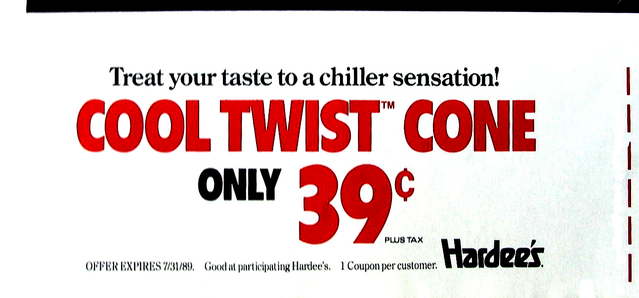 Treat your taste to a chiller sensation!
COOL TWIST™ CONE
ONLY 39¢
PLUS TAX
Hardee's.
OFFER EXPIRES 7/31/89. Good at participating Hardee's. 1 Coupon per customer.